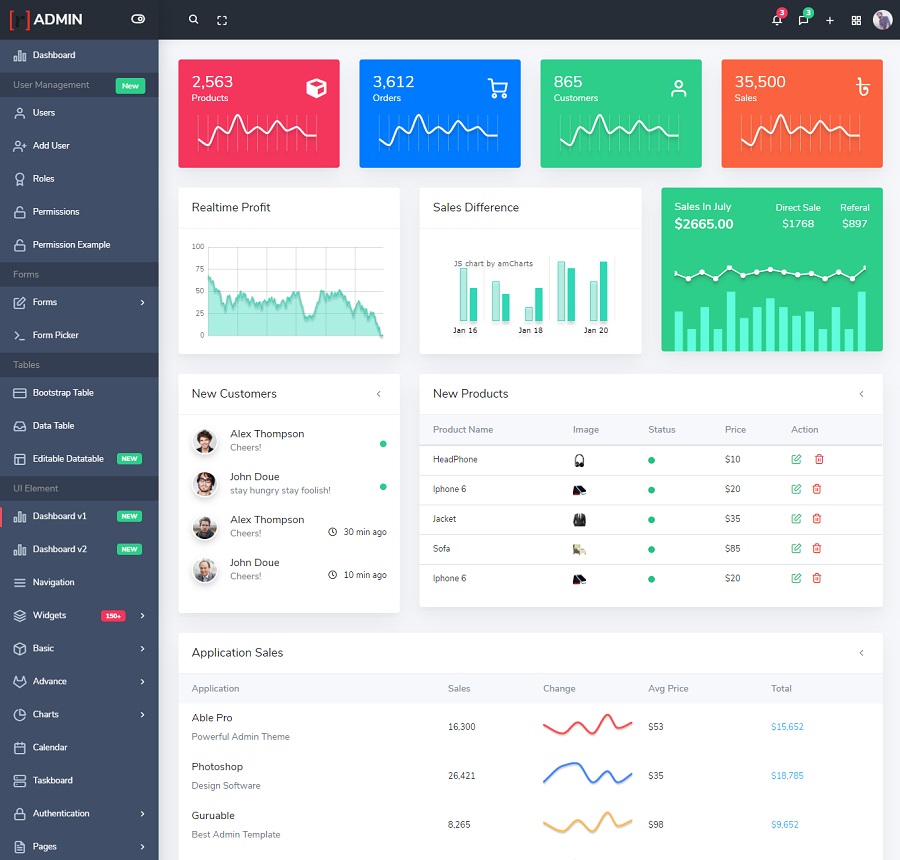 [r] ADMIN
3
3
Dashboard
User Management New
Users
Add User
Roles
Permissions
Permission Example
Forms
Forms
Form Picker
Tables
Bootstrap Table
Data Table
Editable Datatable NEW
UI Element
Dashboard v1 NEW
Dashboard v2 NEW
Navigation
Widgets 150+
Basic
Advance
Charts
Calendar
Taskboard
Authentication
Pages
2,563
Products
3,612
Orders
865
Customers
35,500
Sales
৳
Realtime Profit
100
75
50
25
0
Sales Difference
JS chart by amCharts
Jan 16 Jan 18 Jan 20
Sales In July Direct Sale Referal
$2665.00 $1768 $897
New Customers
Alex Thompson
Cheers!
John Doue
stay hungry stay foolish!
Alex Thompson
Cheers! 30 min ago
John Doue
Cheers! 10 min ago
New Products
Product Name Image Status Price Action
HeadPhone $10
Iphone 6 $20
Jacket $35
Sofa $85
Iphone 6 $20
Application Sales
Application Sales Change Avg Price Total
Able Pro
Powerful Admin Theme
16,300 $53 $15,652
Photoshop
Design Software
26,421 $35 $18,785
Guruable
Best Admin Template
8,265 $98 $9,652